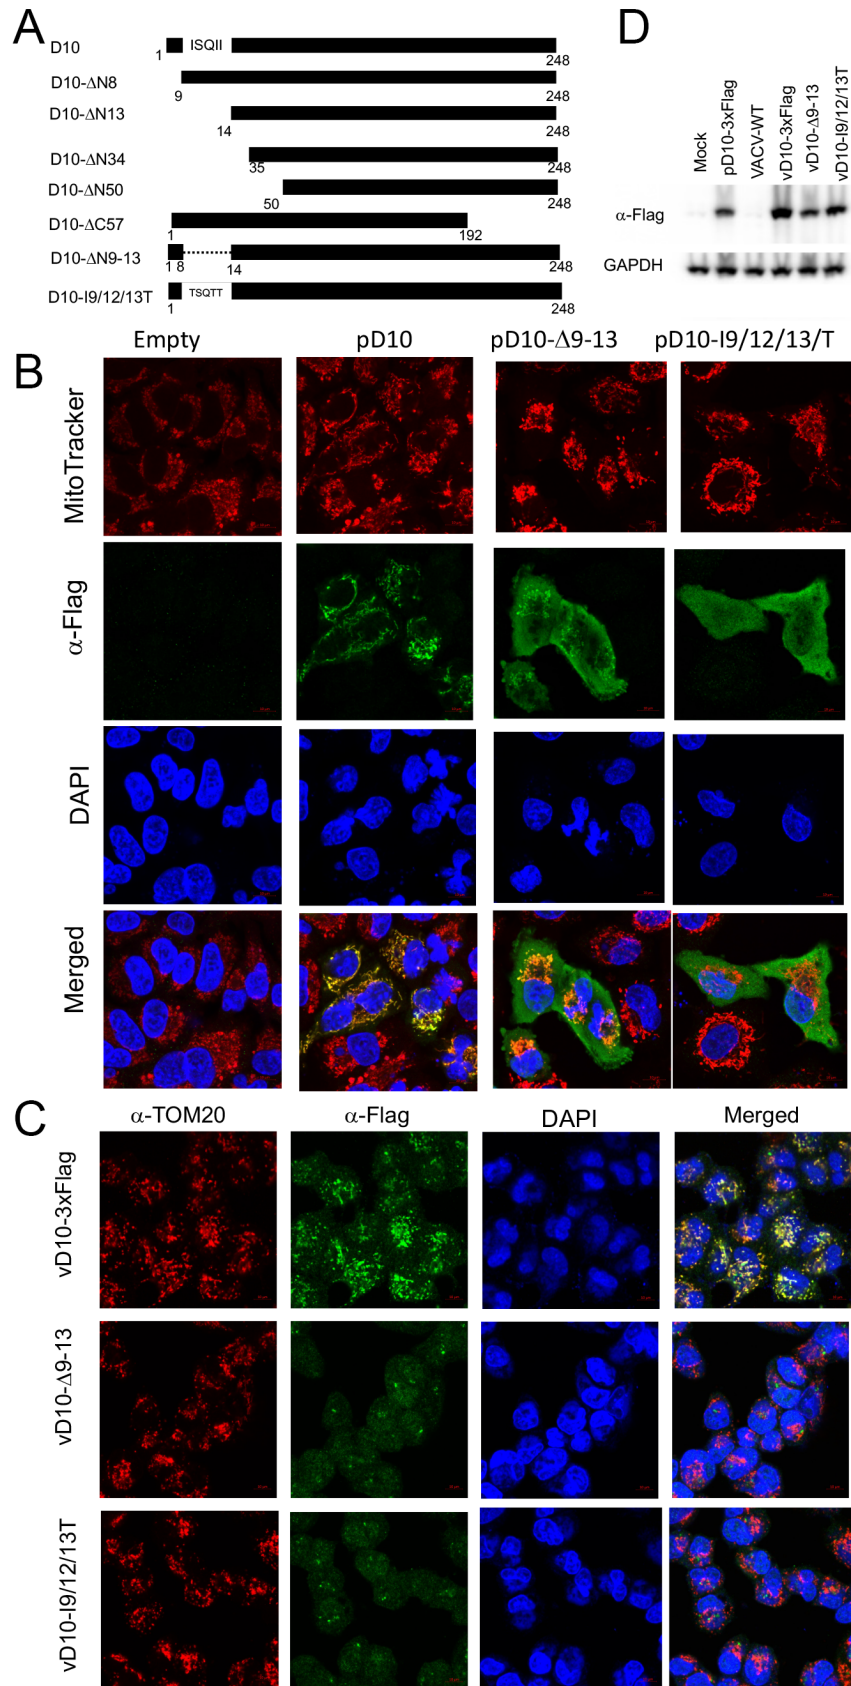 A
D10
ISQII
1
248
D10-ΔN8
9
248
D10-ΔN13
14
248
D10-ΔN34
35
248
D10-ΔN50
50
248
D10-ΔC57
1
192
D10-ΔN9-13
1 8
14
248
D10-I9/12/13T
TSQTT
1
248
D
Mock
pD10-3xFlag
VACV-WT
vD10-3xFlag
vD10-Δ9-13
vD10-I9/12/13T
α-Flag
GAPDH
B
Empty
pD10
pD10-Δ9-13
pD10-I9/12/13/T
MitoTracker
α-Flag
DAPI
Merged
C
α-TOM20
α-Flag
DAPI
Merged
vD10-3xFlag
vD10-Δ9-13
vD10-I9/12/13T